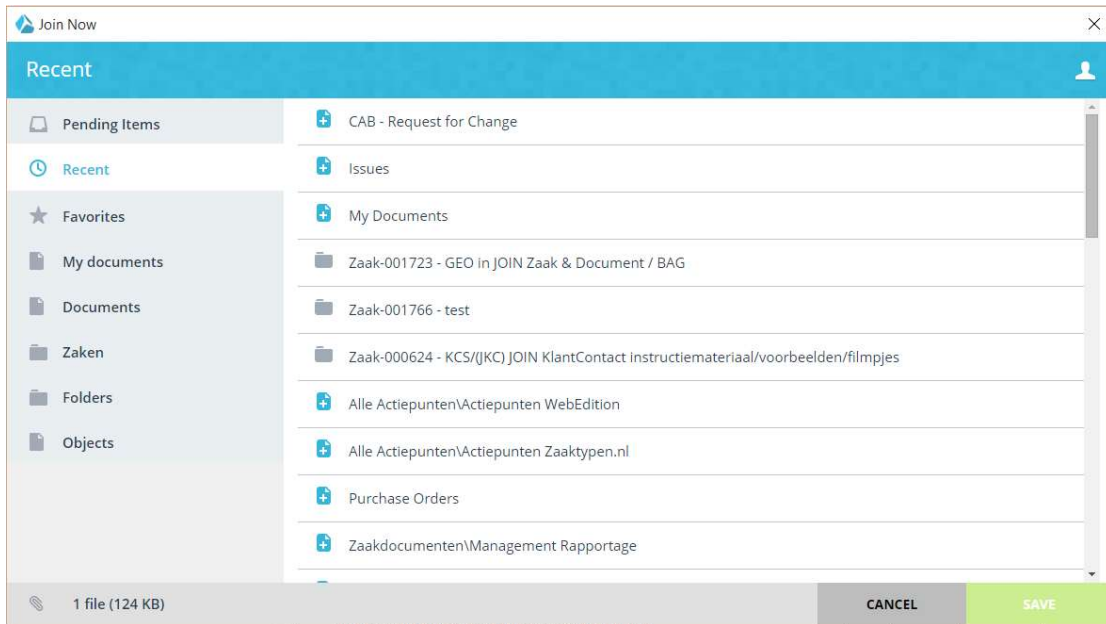 Join Now
Recent
Pending Items
Recent
Favorites
My documents
Documents
Zaken
Folders
Objects
CAB - Request for Change
Issues
My Documents
Zaak-001723 - GEO in JOIN Zaak & Document / BAG
Zaak-001766 - test
Zaak-000624 - KCS/(JKC) JOIN KlantContact instructiemateriaal/voorbeelden/filmpjes
Alle Actiepunten\Actiepunten WebEdition
Alle Actiepunten\Actiepunten Zaaktypen.nl
Purchase Orders
Zaakdocumenten\Management Rapportage
1 file (124 KB)
CANCEL
SAVE